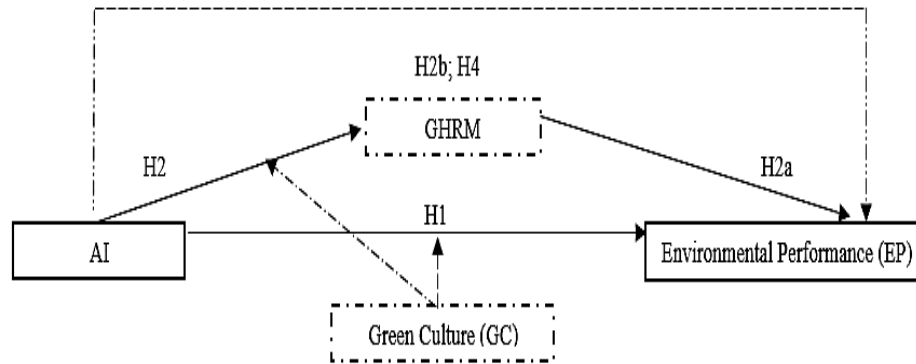 H2b; H4
GHRM
H2
H2a
H1
AI
Environmental Performance (EP)
Green Culture (GC)